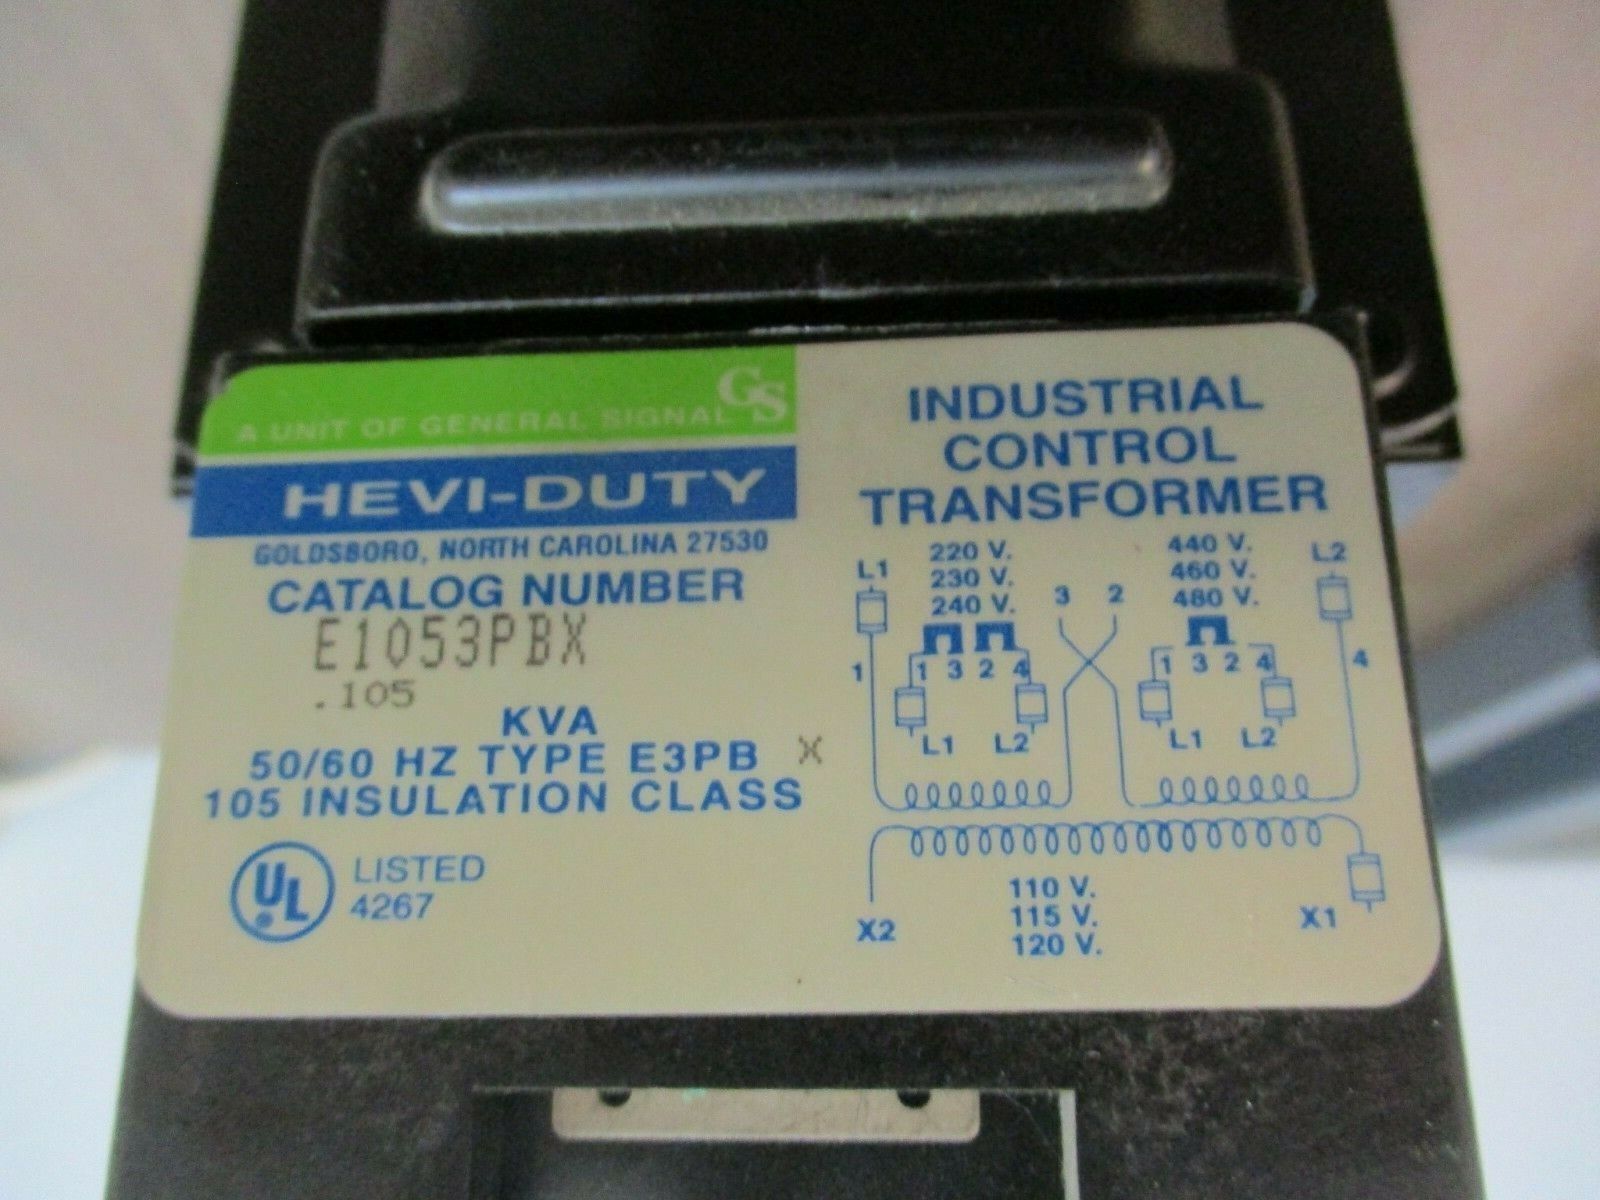 A UNIT OF GENERAL SIGNAL GS
HEVI-DUTY
GOLDSBORO, NORTH CAROLINA 27530
CATALOG NUMBER
E1053PBX
.105
KVA
50/60 HZ TYPE E3PB X
105 INSULATION CLASS
UL
LISTED
4267
INDUSTRIAL
CONTROL
TRANSFORMER
L1
220 V.
230 V.
240 V.
3 2
440 V.
460 V.
480 V.
L2
1
1 3 2 4
1 3 2 4
4
L1 L2
L1 L2
110 V.
115 V.
120 V.
X2
X1